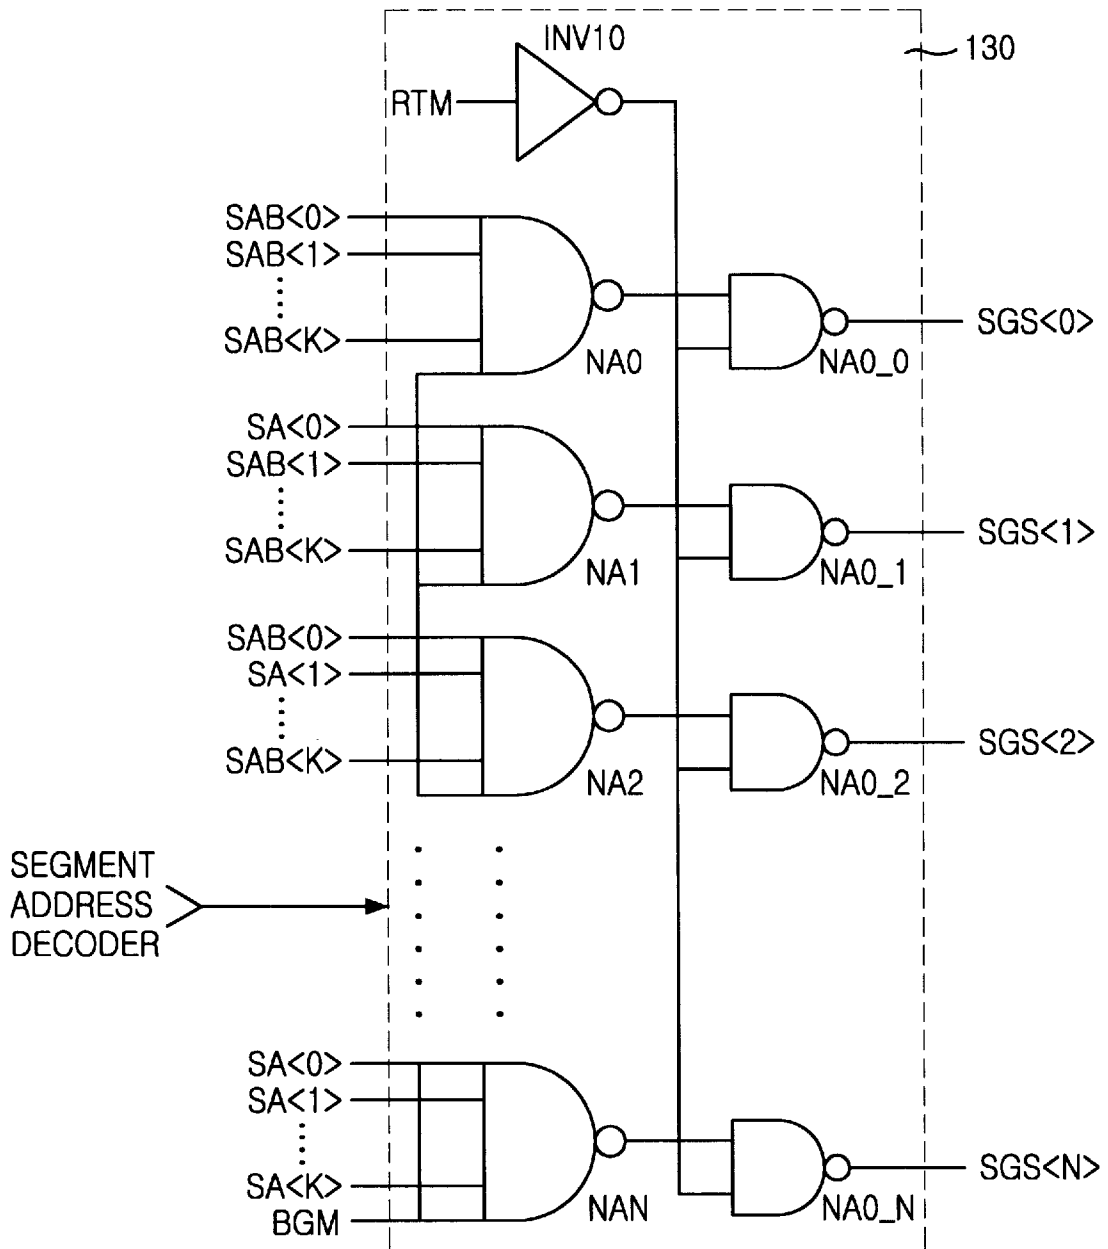 INV10
130
RTM
SAB<0>
SAB<1>
SAB<K>
NA0
NA0_0
SGS<0>
SA<0>
SAB<1>
SAB<K>
NA1
NA0_1
SGS<1>
SAB<0>
SA<1>
SAB<K>
NA2
NA0_2
SGS<2>
SEGMENT
ADDRESS
DECODER
SA<0>
SA<1>
SA<K>
BGM
NAN
NA0_N
SGS<N>